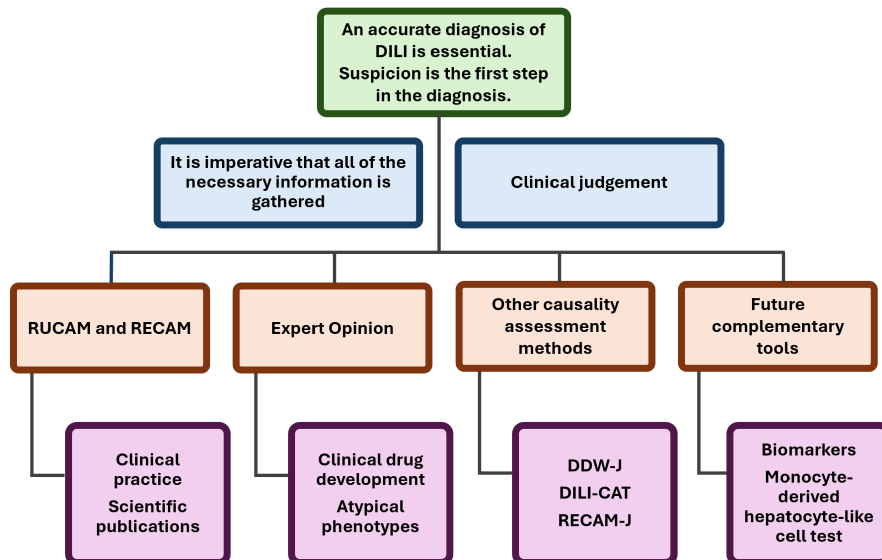 An accurate diagnosis of
DILI is essential.
Suspicion is the first step
in the diagnosis.
It is imperative that all of the
necessary information is
gathered
Clinical judgement
RUCAM and RECAM
Expert Opinion
Other causality
assessment
methods
Future
complementary
tools
Clinical
practice
Scientific
publications
Clinical drug
development
Atypical
phenotypes
DDW-J
DILI-CAT
RECAM-J
Biomarkers
Monocyte-
derived
hepatocyte-like
cell test